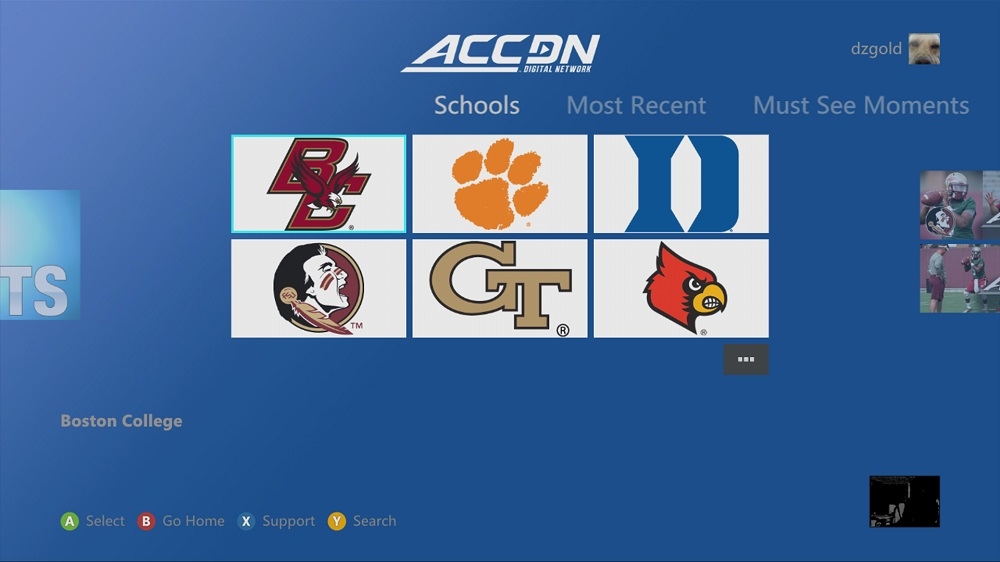 ACCDN
DIGITAL NETWORK
dzgold
Schools Most Recent Must See Moments
BC
D
TS
GT
®
TM
®
®
...
Boston College
A Select B Go Home X Support Y Search